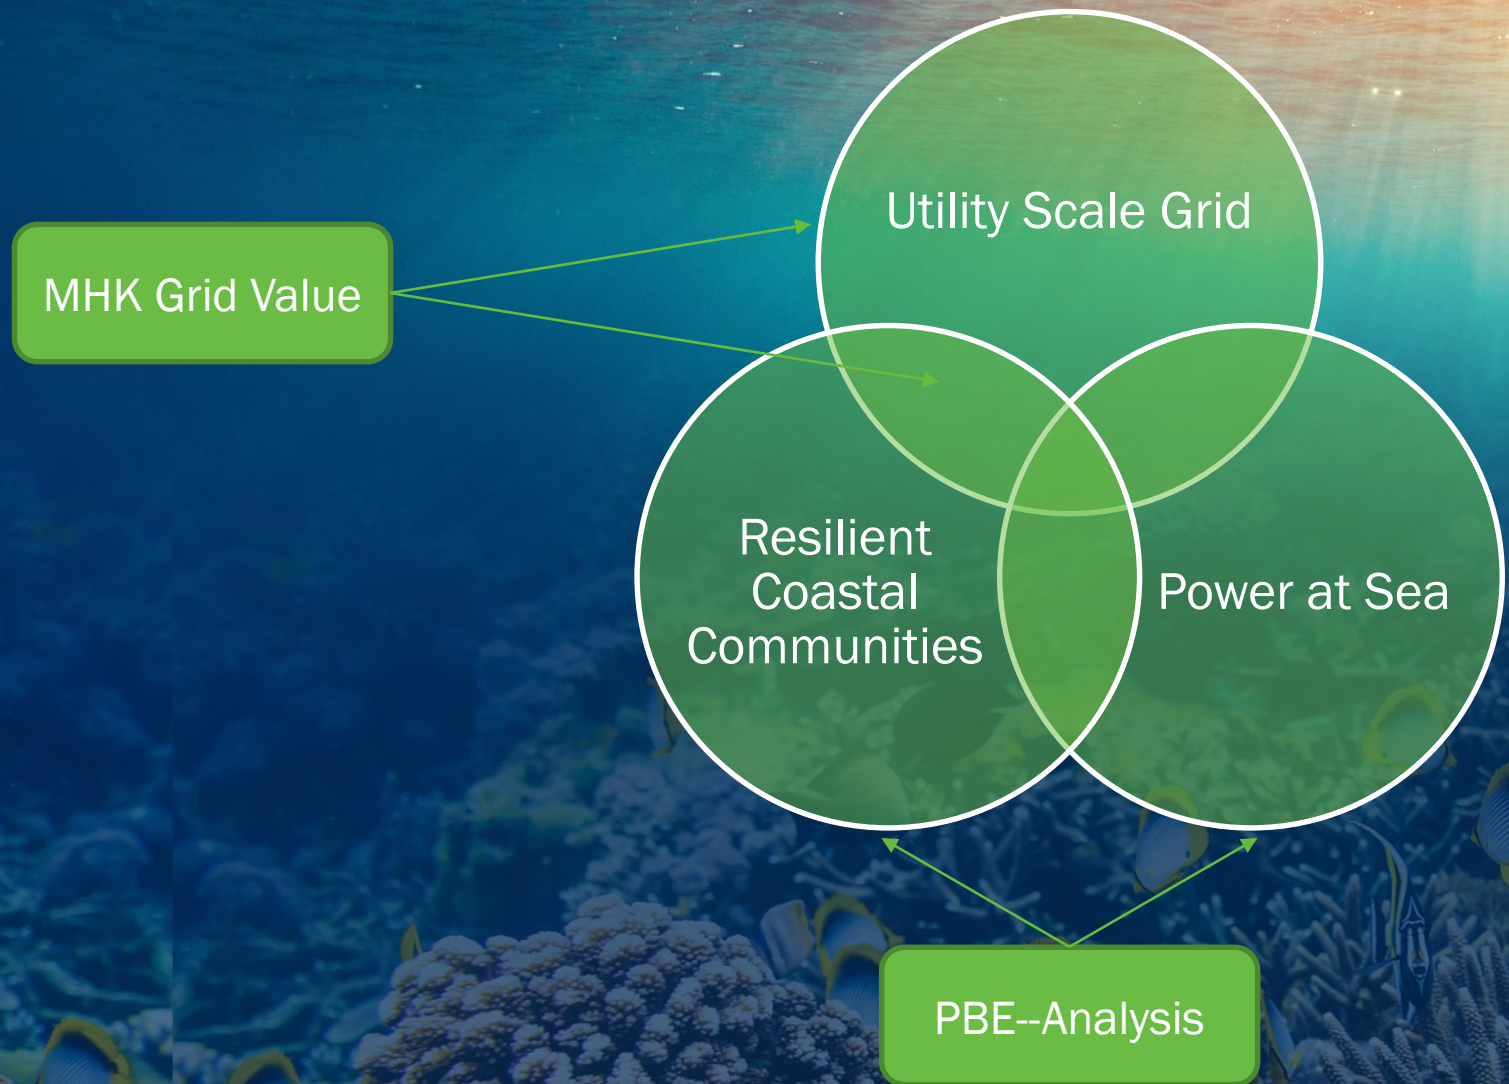 Utility Scale Grid
MHK Grid Value
Resilient
Coastal
Communities
Power at Sea
PBE--Analysis